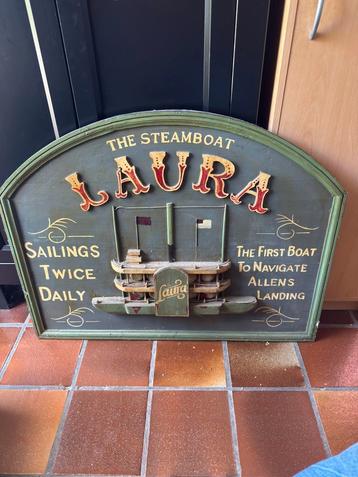 THE STEAMBOAT
LAURA
SAILINGS
TWICE
DAILY
THE FIRST BOAT
TO NAVIGATE
ALLENS
LANDING
Laura